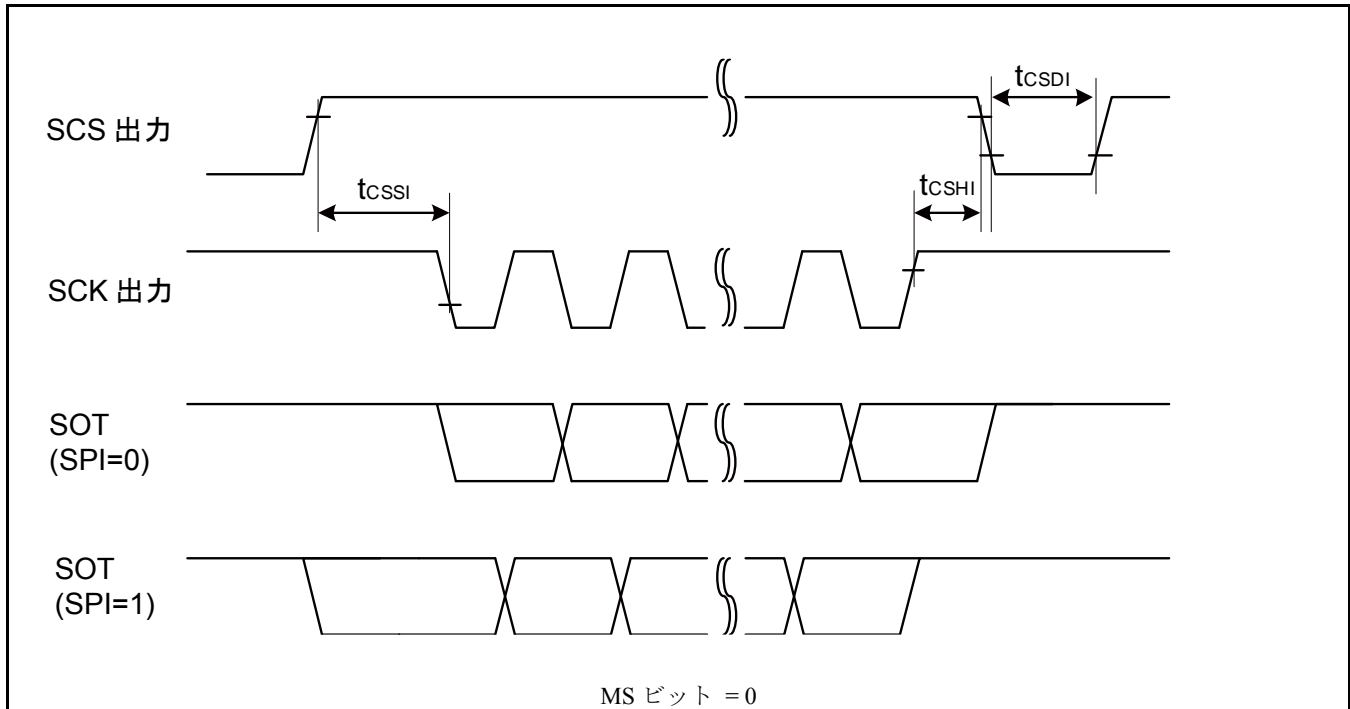 tCSDI
SCS 出力
tCSSI
tCSHI
SCK 出力
SOT
(SPI=0)
SOT
(SPI=1)
MS ビット = 0